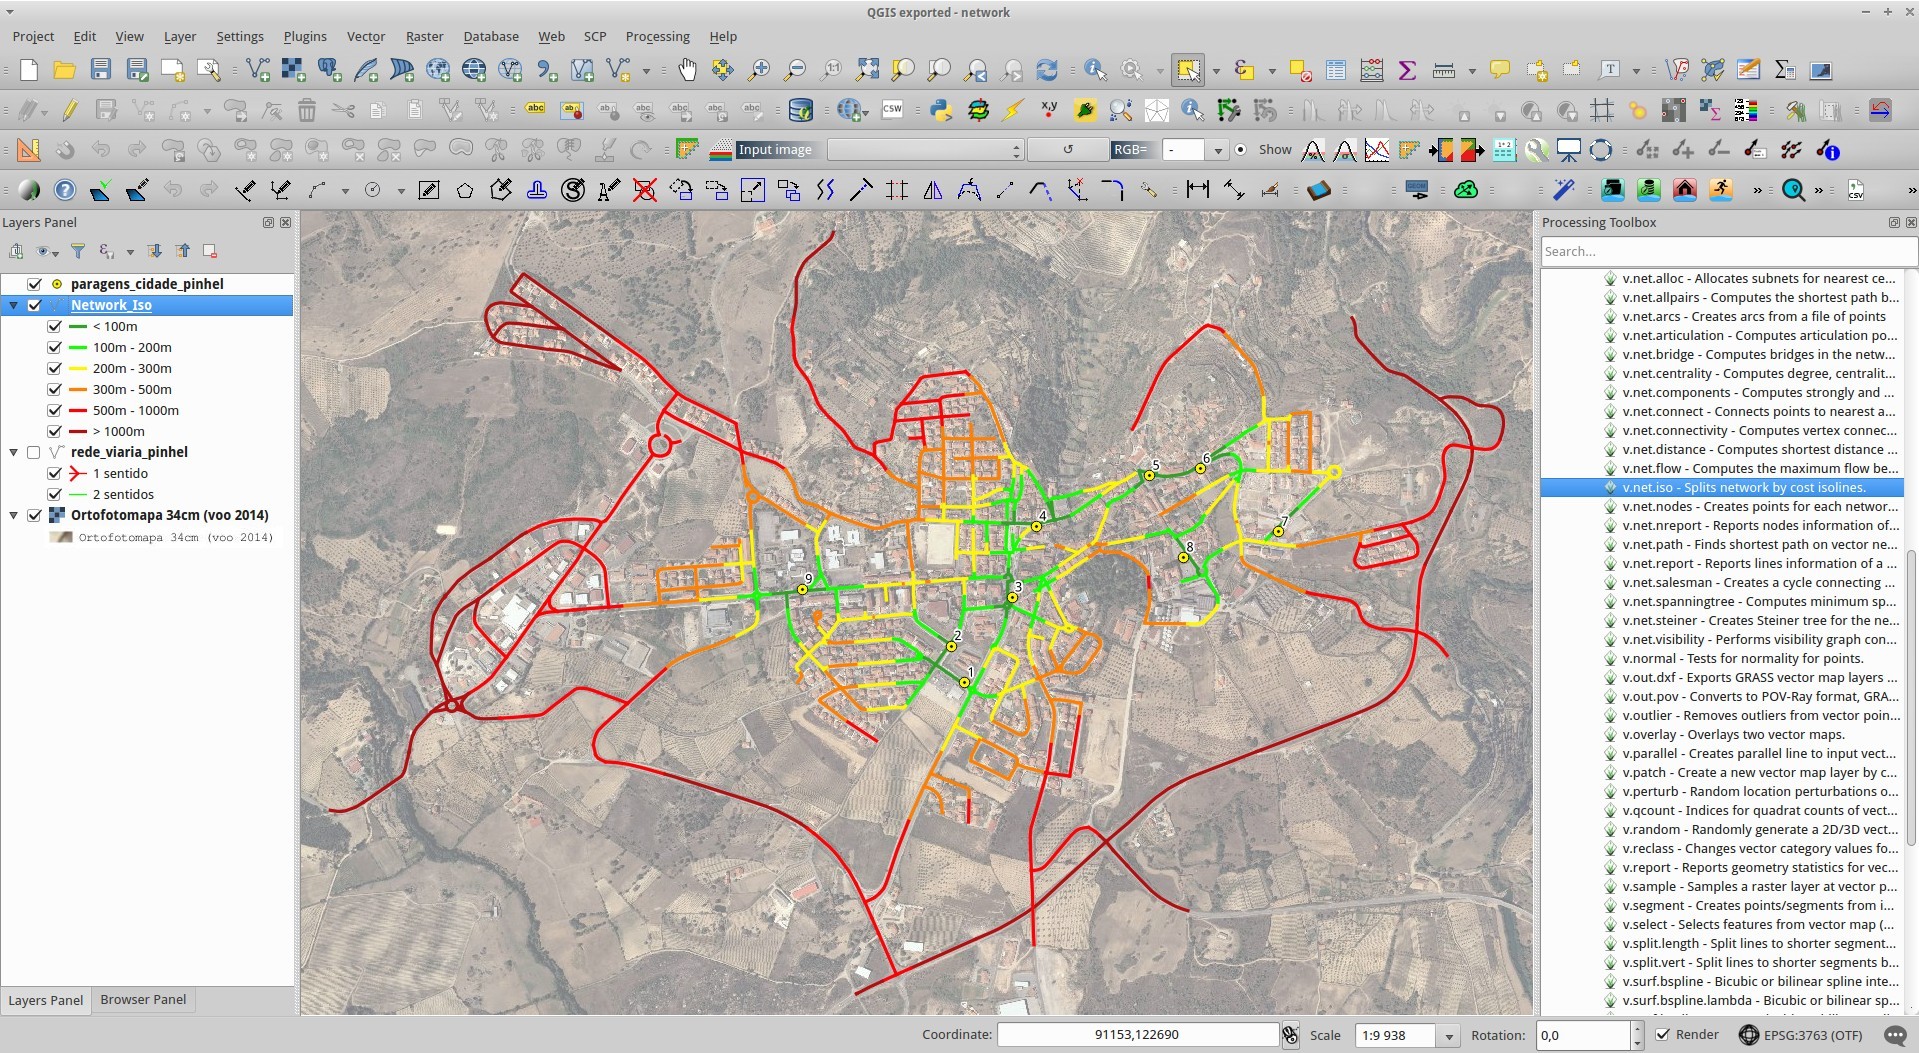 QGIS exported - network
Project Edit View Layer Settings Plugins Vector Raster Database Web SCP Processing Help
abc abc CSW x,y
Input image RGB= - Show
CSV
Layers Panel
paragens_cidade_pinhel
Network_Iso
< 100m
100m - 200m
200m - 300m
300m - 500m
500m - 1000m
> 1000m
rede_viaria_pinhel
1 sentido
2 sentidos
Ortofotomapa 34cm (voo 2014)
Ortofotomapa 34cm (voo 2014)
Layers Panel Browser Panel
5
6
4
7
8
9
3
2
1
Processing Toolbox
Search...
v.net.alloc - Allocates subnets for nearest ce...
v.net.allpairs - Computes the shortest path b...
v.net.arcs - Creates arcs from a file of points
v.net.articulation - Computes articulation po...
v.net.bridge - Computes bridges in the netw...
v.net.centrality - Computes degree, centralit...
v.net.components - Computes strongly and ...
v.net.connect - Connects points to nearest a...
v.net.connectivity - Computes vertex connec...
v.net.distance - Computes shortest distance ...
v.net.flow - Computes the maximum flow be...
v.net.iso - Splits network by cost isolines.
v.net.nodes - Creates points for each networ...
v.net.nreport - Reports nodes information of...
v.net.path - Finds shortest path on vector ne...
v.net.report - Reports lines information of a ...
v.net.salesman - Creates a cycle connecting ...
v.net.spanningtree - Computes minimum sp...
v.net.steiner - Creates Steiner tree for the ne...
v.net.visibility - Performs visibility graph con...
v.normal - Tests for normality for points.
v.out.dxf - Exports GRASS vector map layers ...
v.out.pov - Converts to POV-Ray format, GRA...
v.outlier - Removes outliers from vector poin...
v.overlay - Overlays two vector maps.
v.parallel - Creates parallel line to input vect...
v.patch - Create a new vector map layer by c...
v.perturb - Random location perturbations o...
v.qcount - Indices for quadrat counts of vect...
v.random - Randomly generate a 2D/3D vect...
v.reclass - Changes vector category values fo...
v.report - Reports geometry statistics for vec...
v.sample - Samples a raster layer at vector p...
v.segment - Creates points/segments from i...
v.select - Selects features from vector map (...
v.split.length - Split lines to shorter segment...
v.split.vert - Split lines to shorter segments b...
v.surf.bspline - Bicubic or bilinear spline inte...
v.surf.bspline.lambda - Bicubic or bilinear sp...
Coordinate: 91153,122690 Scale 1:9 938 Rotation: 0,0 Render EPSG:3763 (OTF)